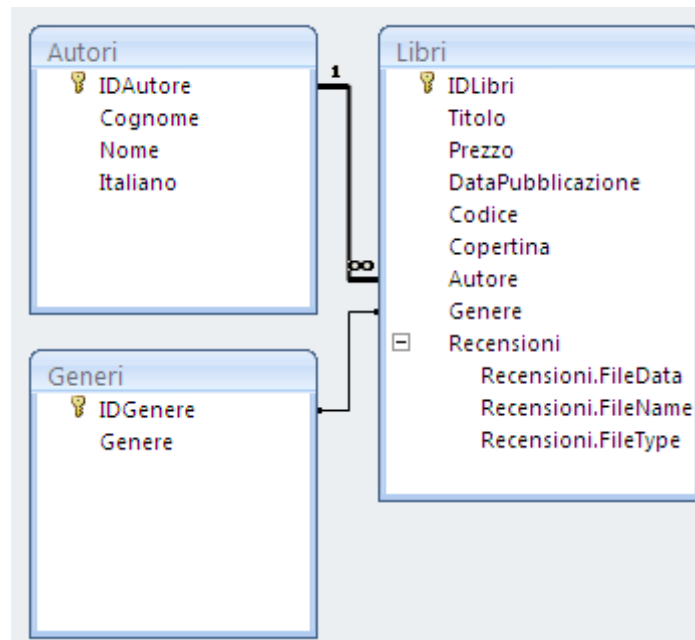 Autori
IDAutore
Cognome
Nome
Italiano
1
∞
Libri
IDLibri
Titolo
Prezzo
DataPubblicazione
Codice
Copertina
Autore
Genere
Recensioni
Recensioni.FileData
Recensioni.FileName
Recensioni.FileType
Generi
IDGenere
Genere